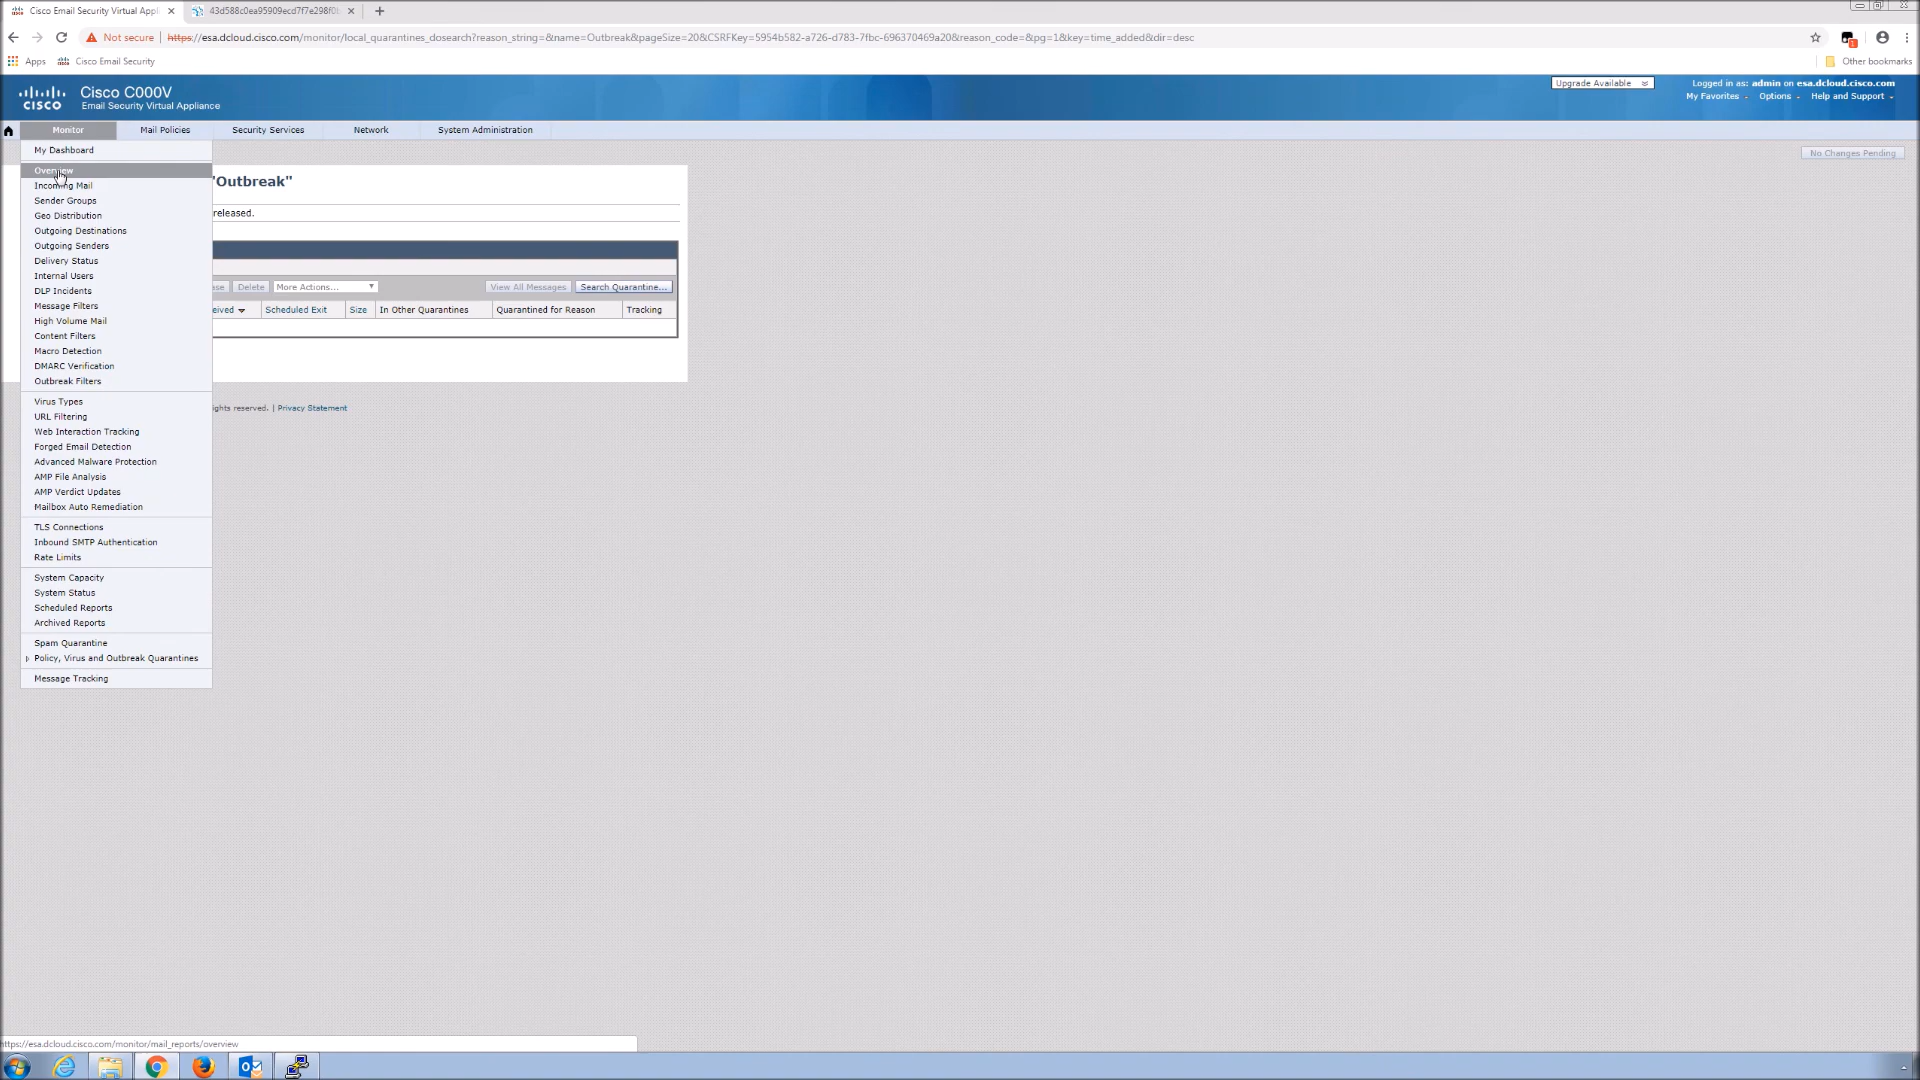 Cisco Email Security Virtual Appl
43d588c0ea95909ecd7f7e298f0
Not secure
https://esa.dcloud.cisco.com/monitor/local_quarantines_dosearch?reason_string=&name=Outbreak&pageSize=20&CSRFKey=5954b582-a726-d783-7fbc-696370469a20&reason_code=&pg=1&key=time_added&dir=desc
Apps
Cisco Email Security
Other bookmarks
CISCO
Cisco C000V
Email Security Virtual Appliance
Upgrade Available
Logged in as: admin on esa.dcloud.cisco.com
My Favorites
Options
Help and Support
Monitor
Mail Policies
Security Services
Network
System Administration
No Changes Pending
My Dashboard
Overview
Incoming Mail
Sender Groups
Geo Distribution
Outgoing Destinations
Outgoing Senders
Delivery Status
Internal Users
DLP Incidents
Message Filters
High Volume Mail
Content Filters
Macro Detection
DMARC Verification
Outbreak Filters
Virus Types
URL Filtering
Web Interaction Tracking
Forged Email Detection
Advanced Malware Protection
AMP File Analysis
AMP Verdict Updates
Mailbox Auto Remediation
TLS Connections
Inbound SMTP Authentication
Rate Limits
System Capacity
System Status
Scheduled Reports
Archived Reports
Spam Quarantine
Policy, Virus and Outbreak Quarantines
Message Tracking
"Outbreak"
released.
ase
Delete
More Actions...
View All Messages
Search Quarantine...
eived
Scheduled Exit
Size
In Other Quarantines
Quarantined for Reason
Tracking
ights reserved. | Privacy Statement
https://esa.dcloud.cisco.com/monitor/mail_reports/overview